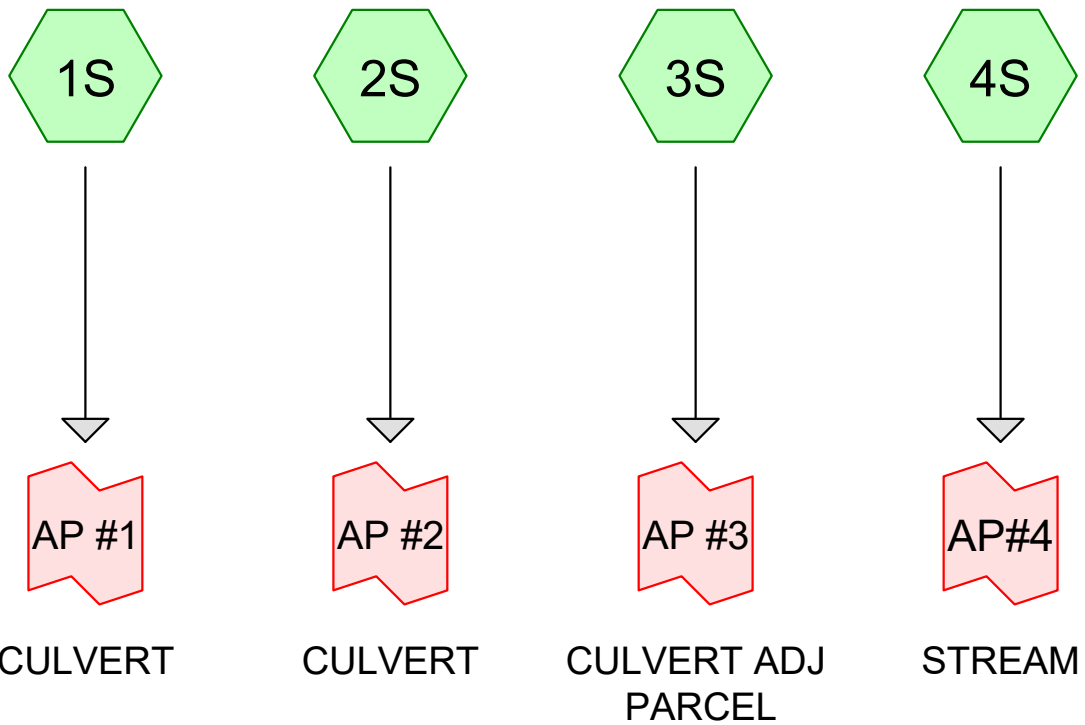 1S
2S
3S
4S
AP #1
AP #2
AP #3
AP#4
CULVERT
CULVERT
CULVERT ADJ
PARCEL
STREAM